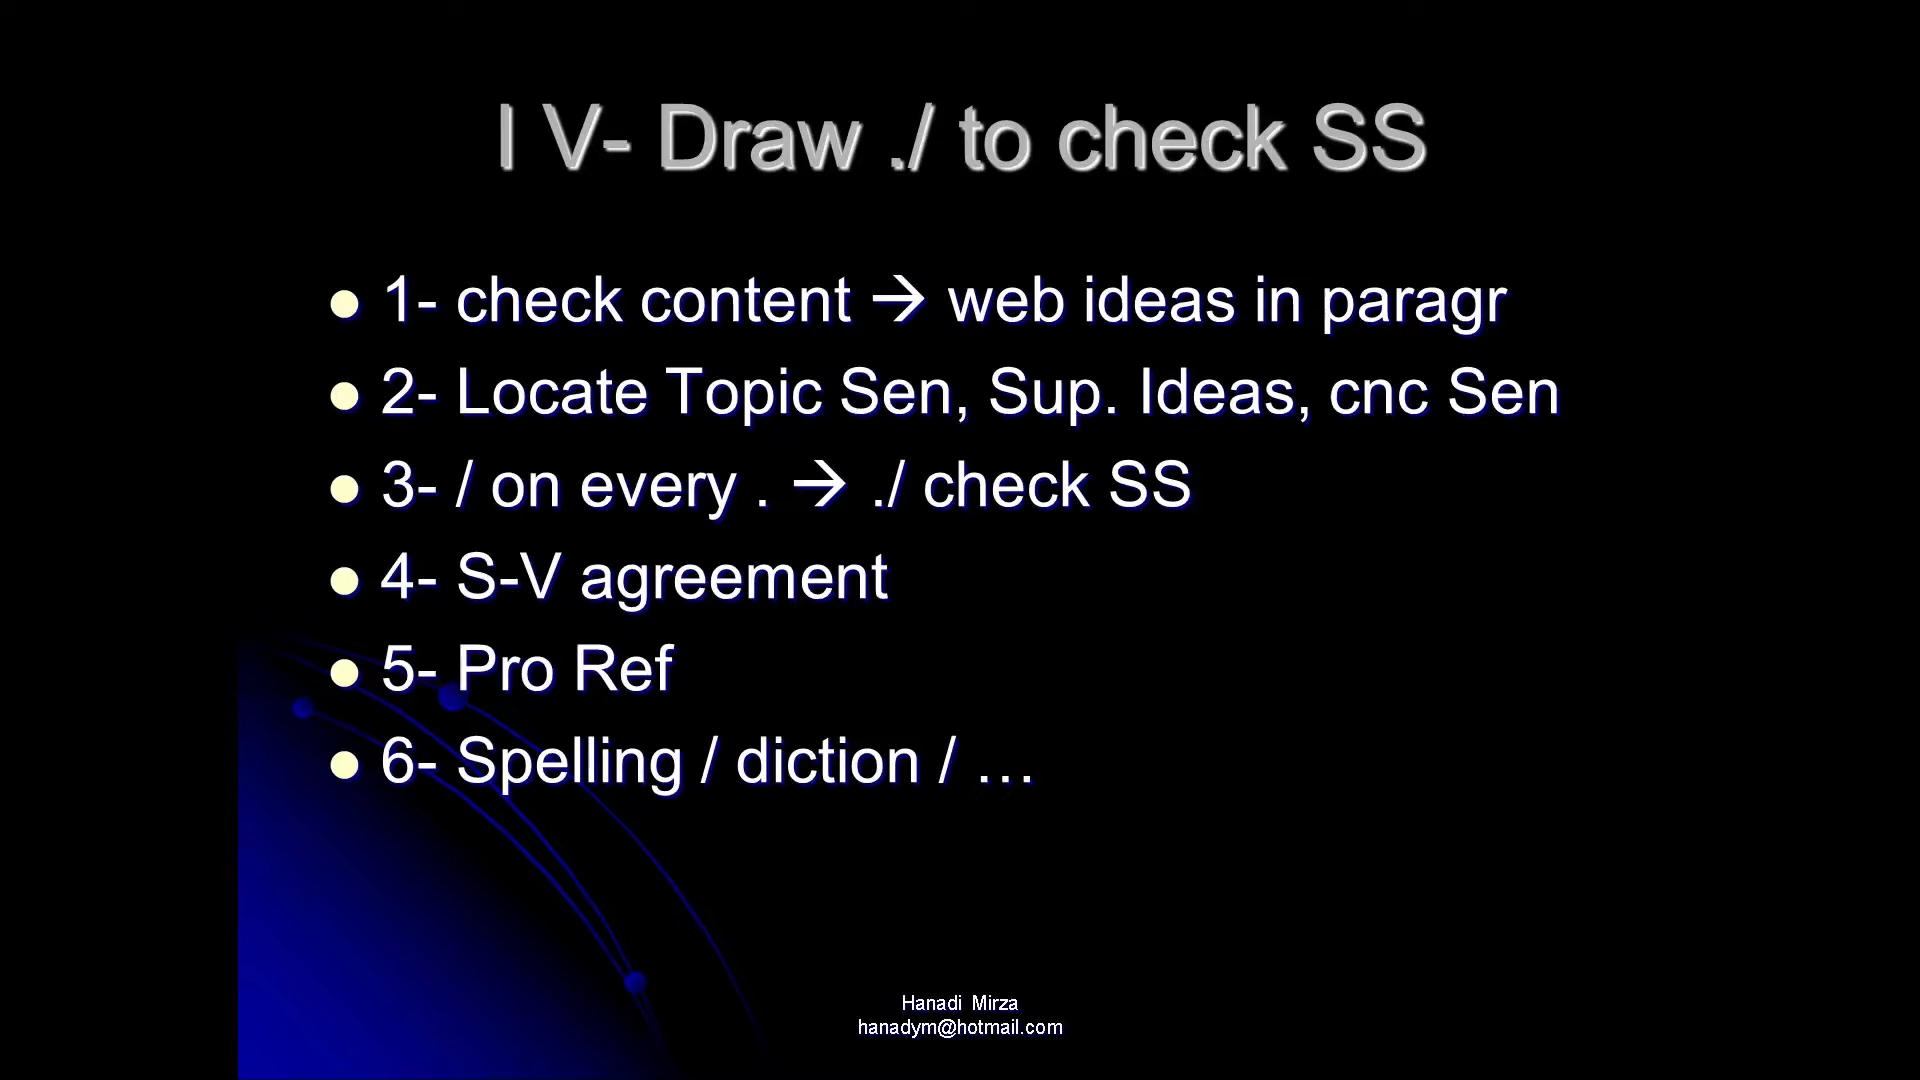 I V- Draw ./ to check SS
● 1- check content → web ideas in paragr
● 2- Locate Topic Sen, Sup. Ideas, cnc Sen
● 3- / on every . → ./ check SS
● 4- S-V agreement
● 5- Pro Ref
● 6- Spelling / diction / …
Hanadi Mirza
hanadym@hotmail.com